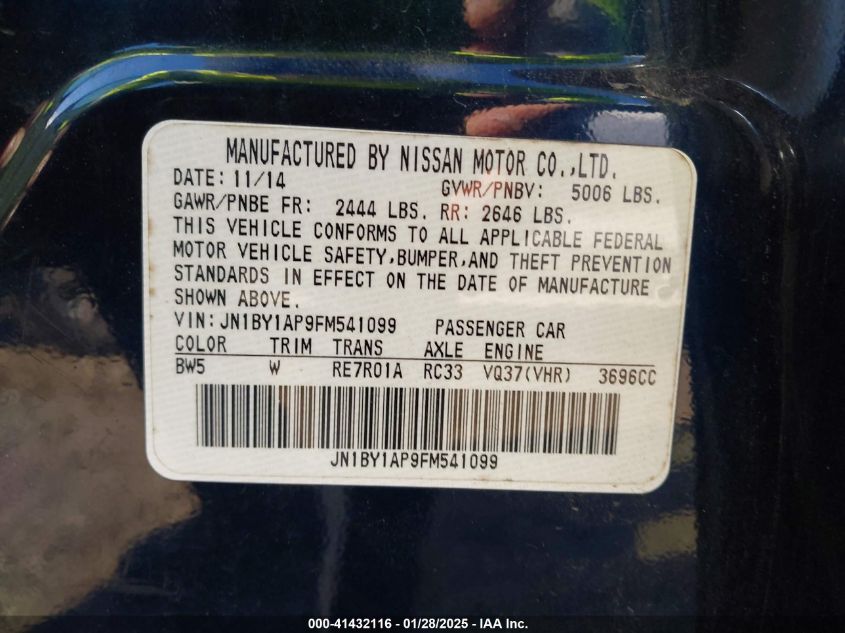 MANUFACTURED BY NISSAN MOTOR CO.,LTD.
DATE: 11/14 GVWR/PNBV: 5006 LBS.
GAWR/PNBE FR: 2444 LBS. RR: 2646 LBS.
THIS VEHICLE CONFORMS TO ALL APPLICABLE FEDERAL
MOTOR VEHICLE SAFETY,BUMPER,AND THEFT PREVENTION
STANDARDS IN EFFECT ON THE DATE OF MANUFACTURE
SHOWN ABOVE.
VIN:JN1BY1AP9FM541099 PASSENGER CAR
COLOR TRIM TRANS AXLE ENGINE
BW5 W RE7R01A RC33 VQ37(VHR) 3696CC
JN1BY1AP9FM541099
000-41432116 - 01/28/2025 - IAA Inc.